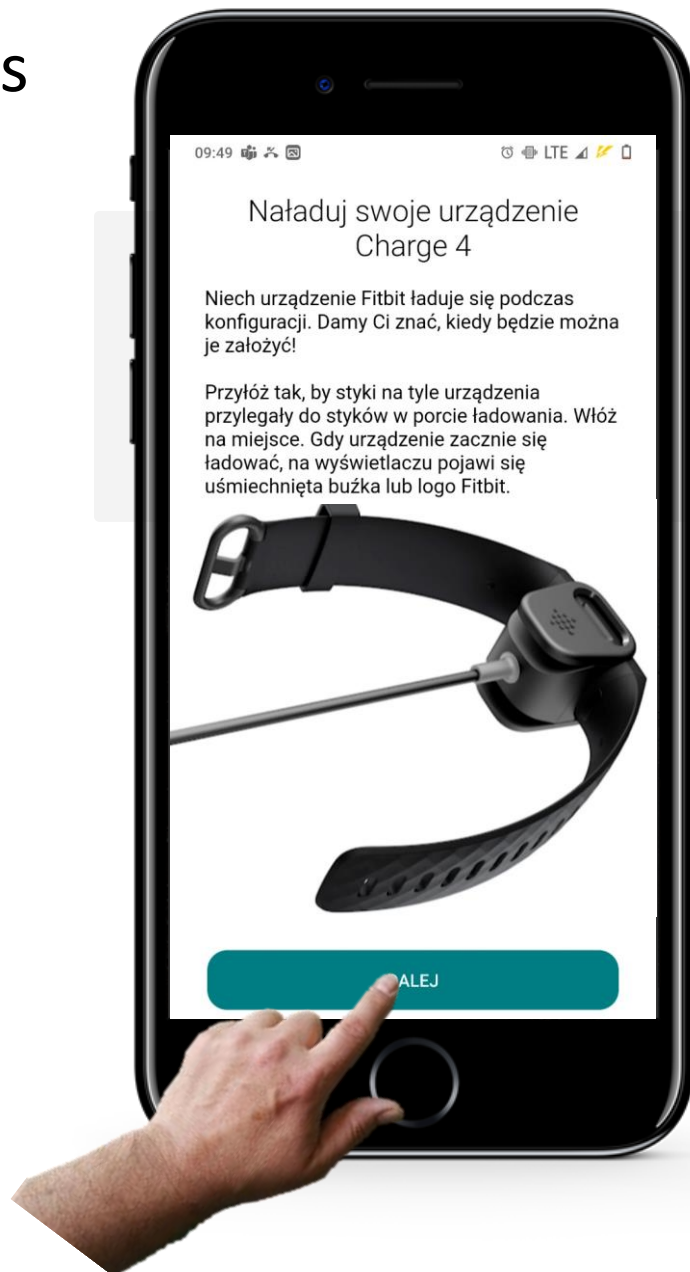 s
09:49 LTE
Naładuj swoje urządzenie
Charge 4
Niech urządzenie Fitbit ładuje się podczas
konfiguracji. Damy Ci znać, kiedy będzie można
je założyć!
Przyłóż tak, by styki na tyle urządzenia
przylegały do styków w porcie ładowania. Włóż
na miejsce. Gdy urządzenie zacznie się
ładować, na wyświetlaczu pojawi się
uśmiechnięta buźka lub logo Fitbit.
ALEJ